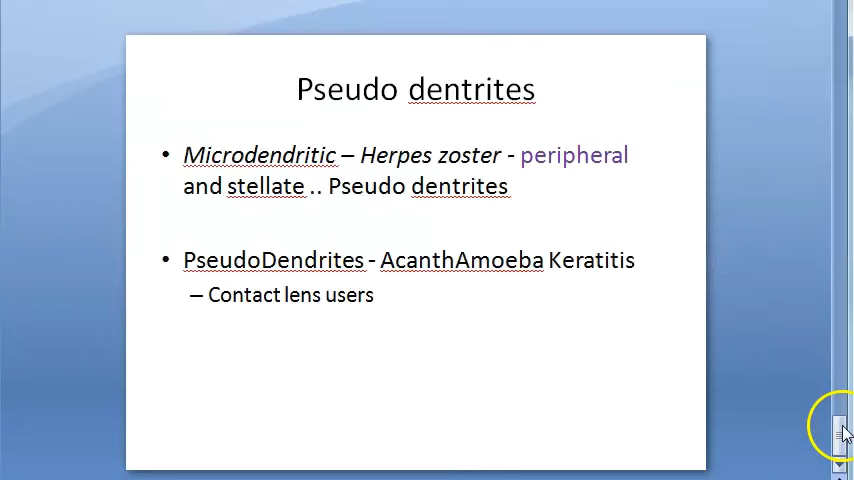 Pseudo dentrites
• Microdendritic – Herpes zoster - peripheral
and stellate .. Pseudo dentrites
• PseudoDendrites - AcanthAmoeba Keratitis
– Contact lens users